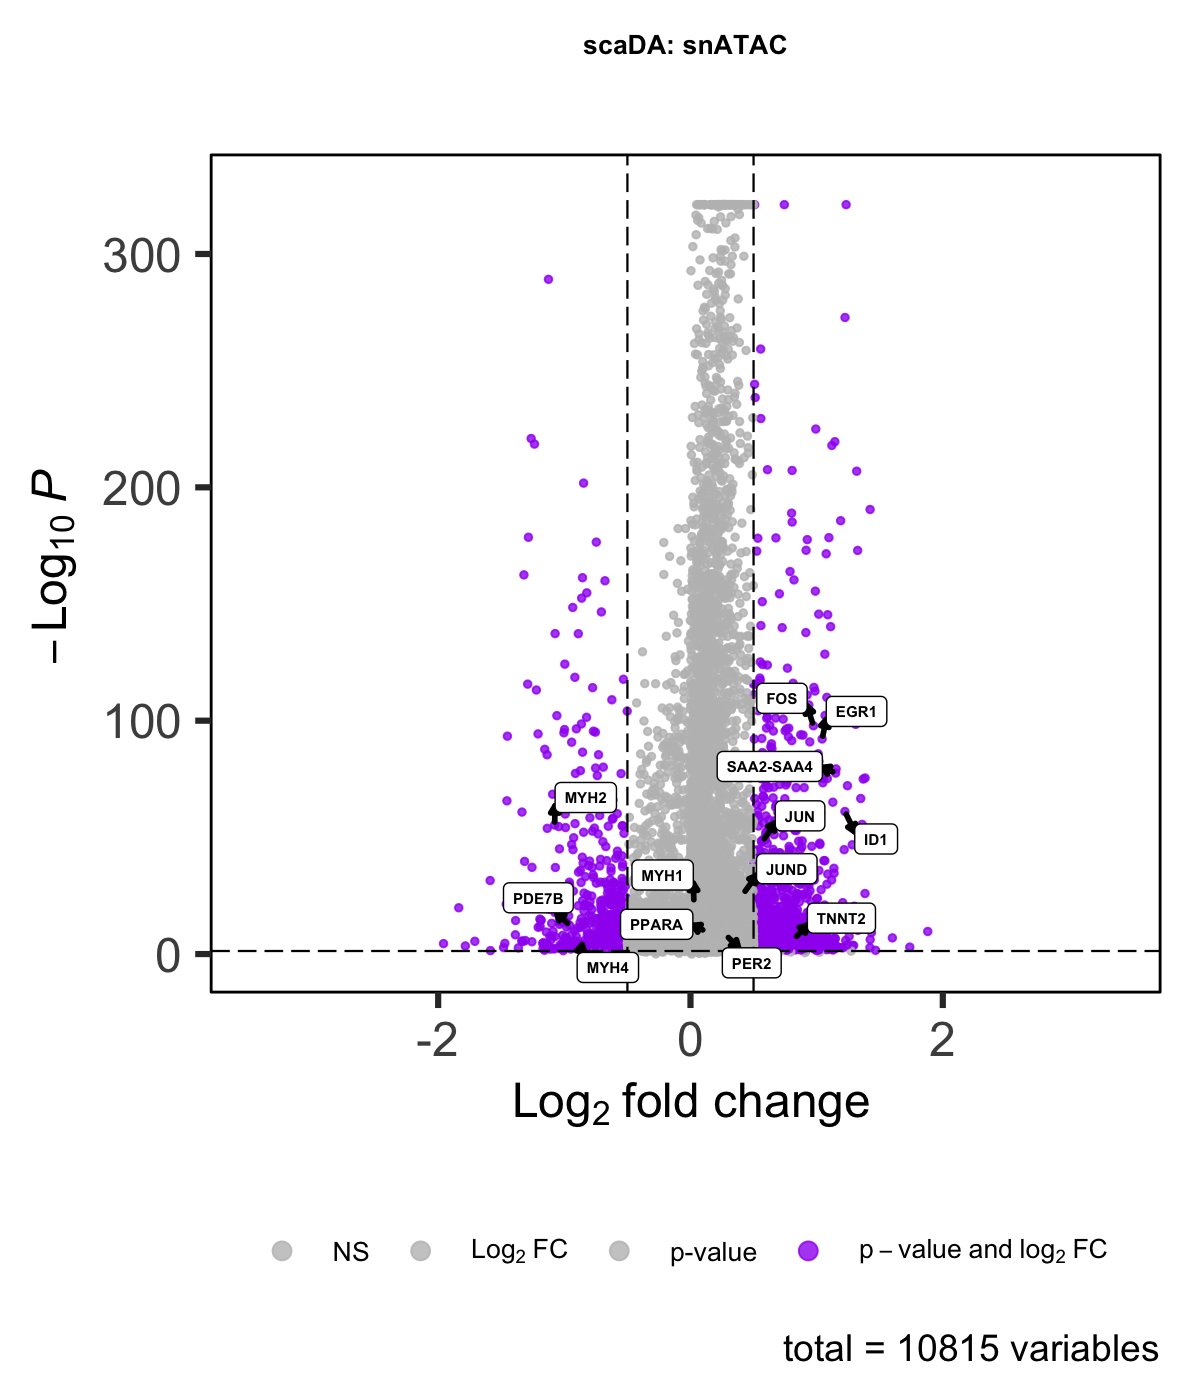 scaDA: snATAC
− Log10 P
300
200
100
0
FOS
EGR1
SAA2-SAA4
MYH2
JUN
ID1
MYH1
JUND
PDE7B
PPARA
TNNT2
MYH4
PER2
-2 0 2
Log2 fold change
NS Log2 FC p-value p − value and log2 FC
total = 10815 variables